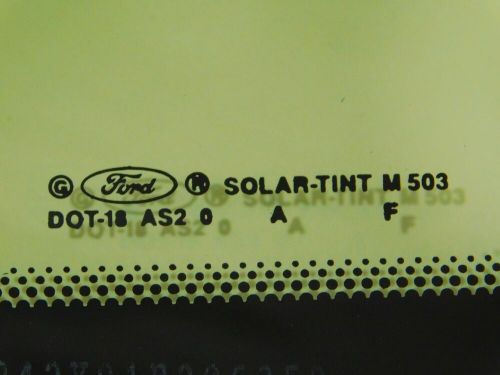 Ⓖ Ford ® SOLAR-TINT M 503
DOT-18 AS2 0 A F